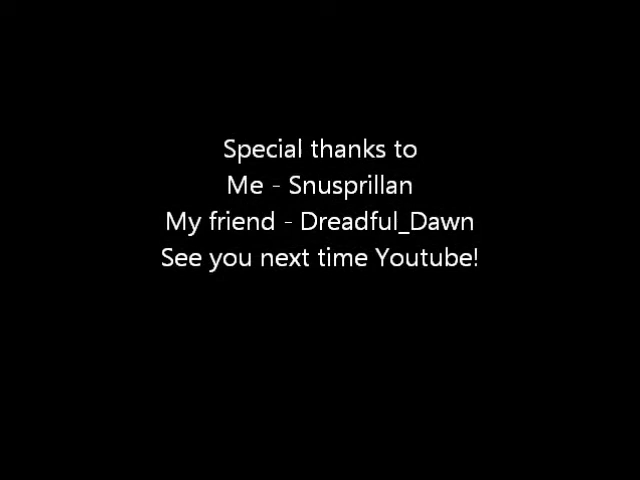 Special thanks to
Me - Snusprillan
My friend - Dreadful_Dawn
See you next time Youtube!